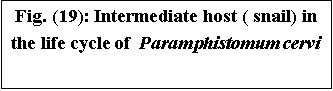 Fig. (19): Intermediate host ( snail) in
the life cycle of Paramphistomum cervi